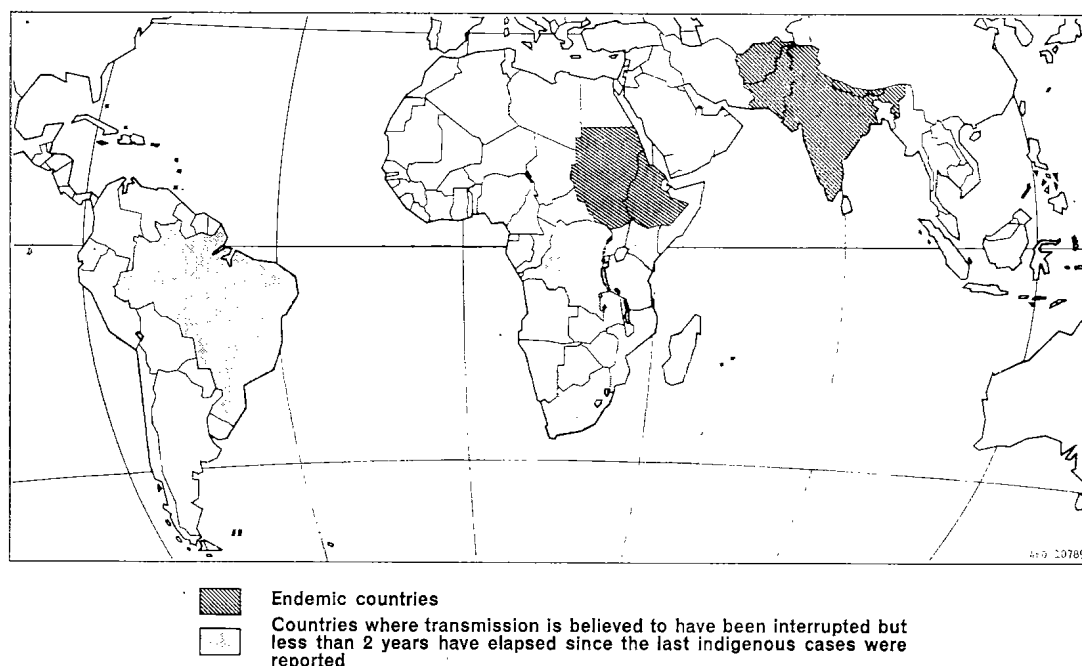 Endemic countries
Countries where transmission is believed to have been interrupted but
less than 2 years have elapsed since the last indigenous cases were
reported